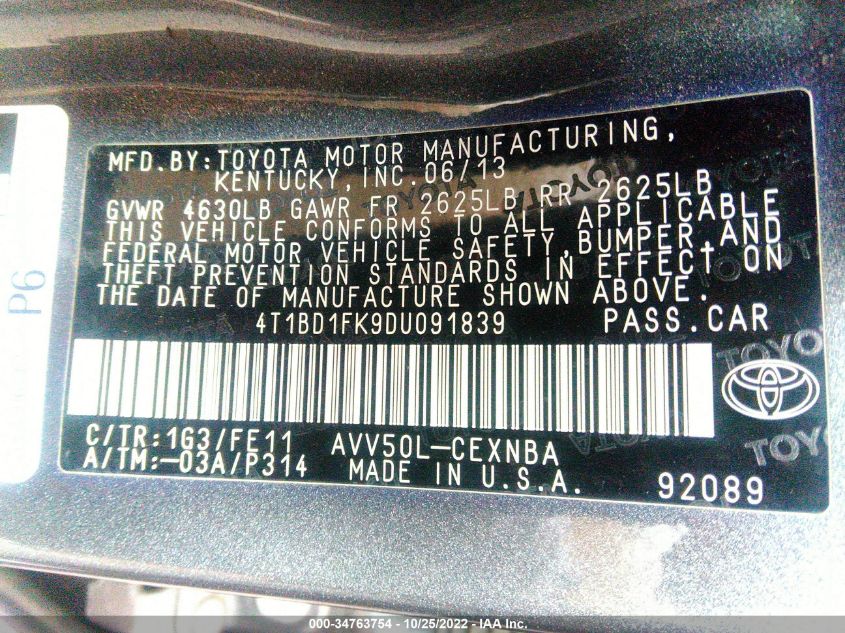 MFD.BY:TOYOTA MOTOR MANUFACTURING,
KENTUCKY,INC.06/13
GVWR 4630LB GAWR FR 2625LB RR 2625LB
THIS VEHICLE CONFORMS TO ALL APPLICABLE
FEDERAL MOTOR VEHICLE SAFETY,BUMPER,AND
THEFT PREVENTION STANDARDS IN EFFECT ON
THE DATE OF MANUFACTURE SHOWN ABOVE.
4T1BD1FK9DU091839 PASS.CAR
C/TR:1G3/FE11 AVV50L-CEXNBA
A/TM:-03A/P314 MADE IN U.S.A. 92089
P6
TOYO
000-34763754 - 10/25/2022 - IAA Inc.